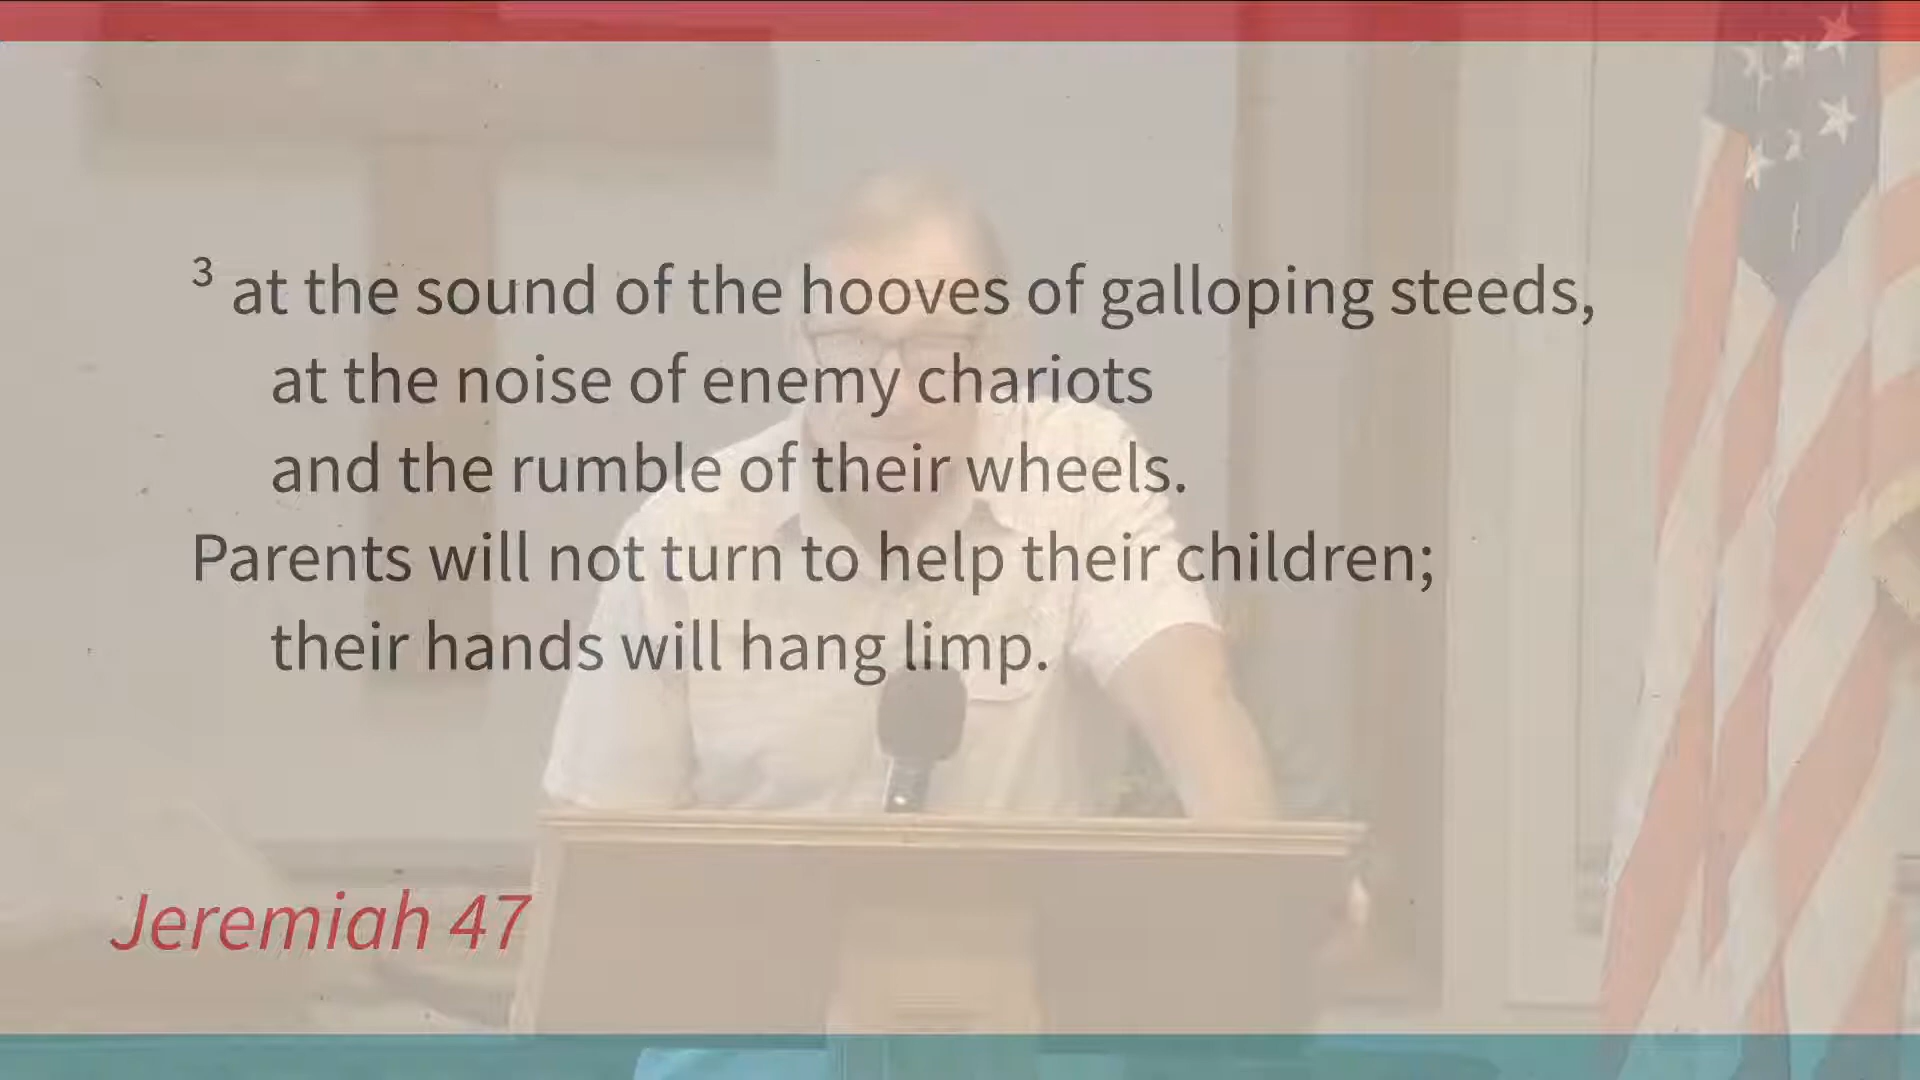 3 at the sound of the hooves of galloping steeds,
at the noise of enemy chariots
and the rumble of their wheels.
Parents will not turn to help their children;
their hands will hang limp.
Jeremiah 47